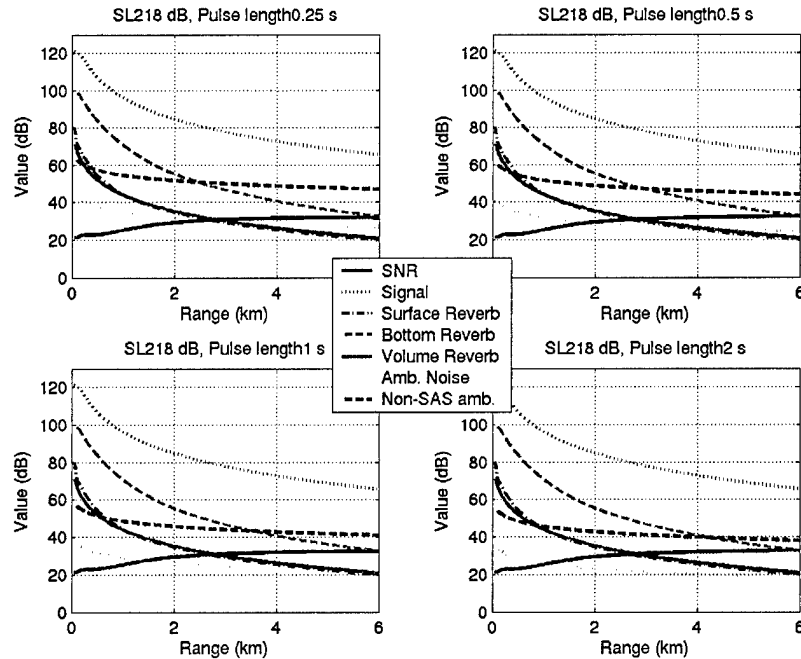 SL218 dB, Pulse length0.25 s
Value (dB)
120
100
80
60
40
20
0
0
2
4
6
Range (km)
SL218 dB, Pulse length0.5 s
Value (dB)
120
100
80
60
40
20
0
0
2
4
6
Range (km)
SNR
Signal
Surface Reverb
Bottom Reverb
Volume Reverb
Amb. Noise
Non-SAS amb.
SL218 dB, Pulse length1 s
Value (dB)
120
100
80
60
40
20
0
0
2
4
6
Range (km)
SL218 dB, Pulse length2 s
Value (dB)
120
100
80
60
40
20
0
0
2
4
6
Range (km)